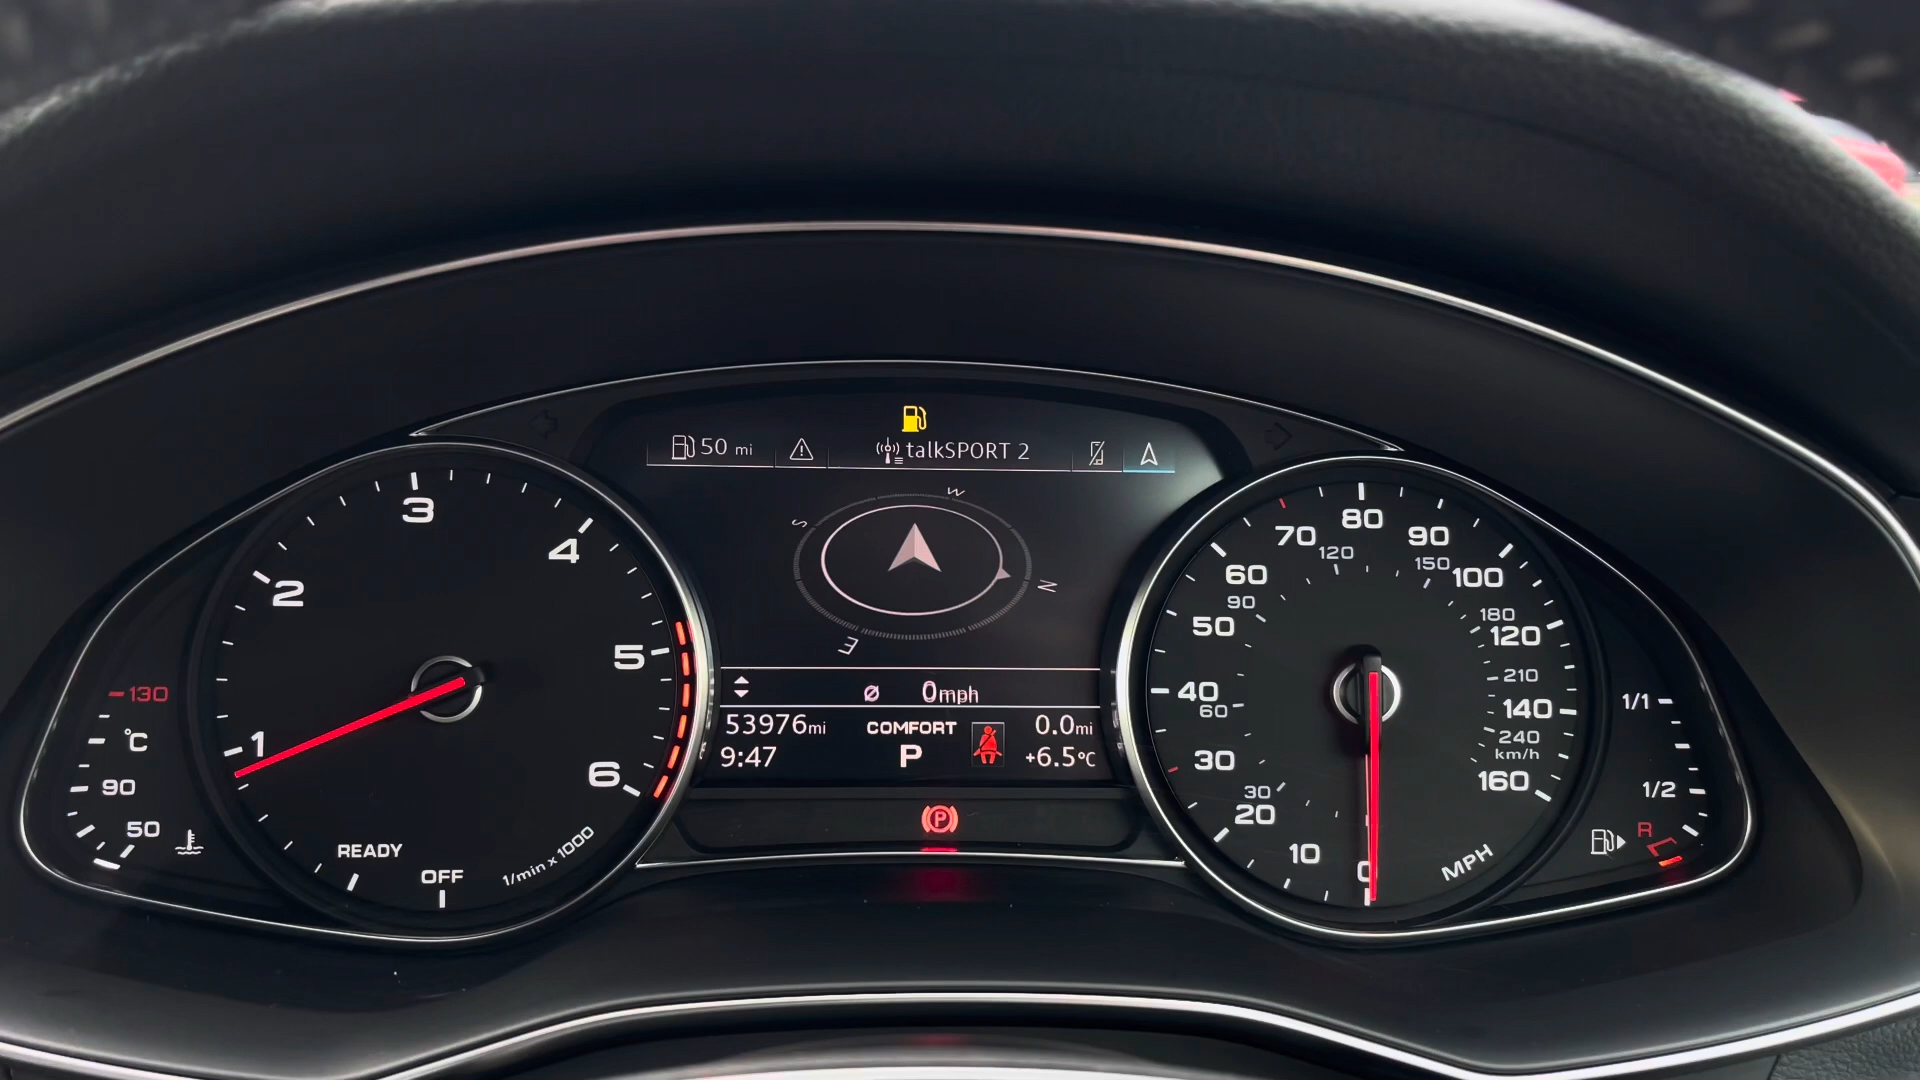 50 mi
talkSPORT 2
W
S
N
E
Ø 0mph
53976mi
COMFORT
0.0mi
9:47
P
+6.5°C
P
3
4
2
5
1
6
READY
OFF
1/min x 1000
130
°C
90
50
80
70
90
120
150
60
100
90
180
50
120
210
40
140
60
240
km/h
30
160
30
20
10
0
MPH
1/1
1/2
R